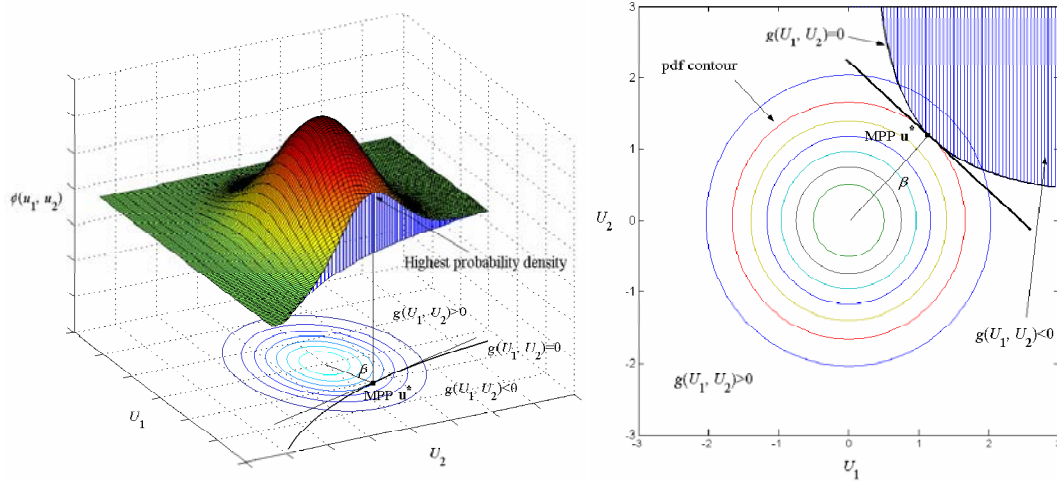 ϕ(u₁, u₂)
Highest probability density
g(U₁, U₂)>0
g(U₁, U₂)=0
β
g(U₁, U₂)<0
MPP u*
U₁
U₂
3
g(U₁, U₂)=0
2
pdf contour
MPP u*
1
β
U₂
0
-1
g(U₁, U₂)<0
-2
g(U₁, U₂)>0
-3
-3 -2 -1 0 1 2 3
U₁